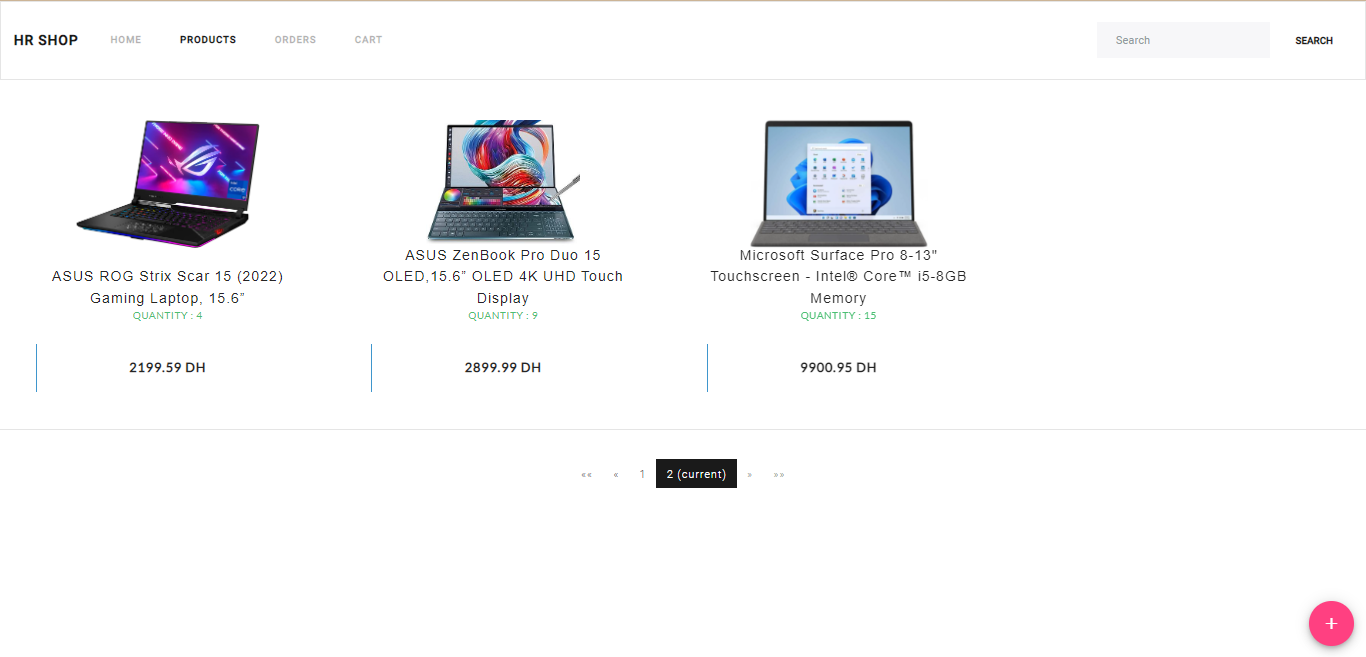 HR SHOP HOME PRODUCTS ORDERS CART Search SEARCH
ASUS ROG Strix Scar 15 (2022)
Gaming Laptop, 15.6”
QUANTITY : 4
2199.59 DH
ASUS ZenBook Pro Duo 15
OLED,15.6” OLED 4K UHD Touch
Display
QUANTITY : 9
2899.99 DH
Microsoft Surface Pro 8-13"
Touchscreen - Intel® Core™ i5-8GB
Memory
QUANTITY : 15
9900.95 DH
«« « 1 2 (current) » »»
+